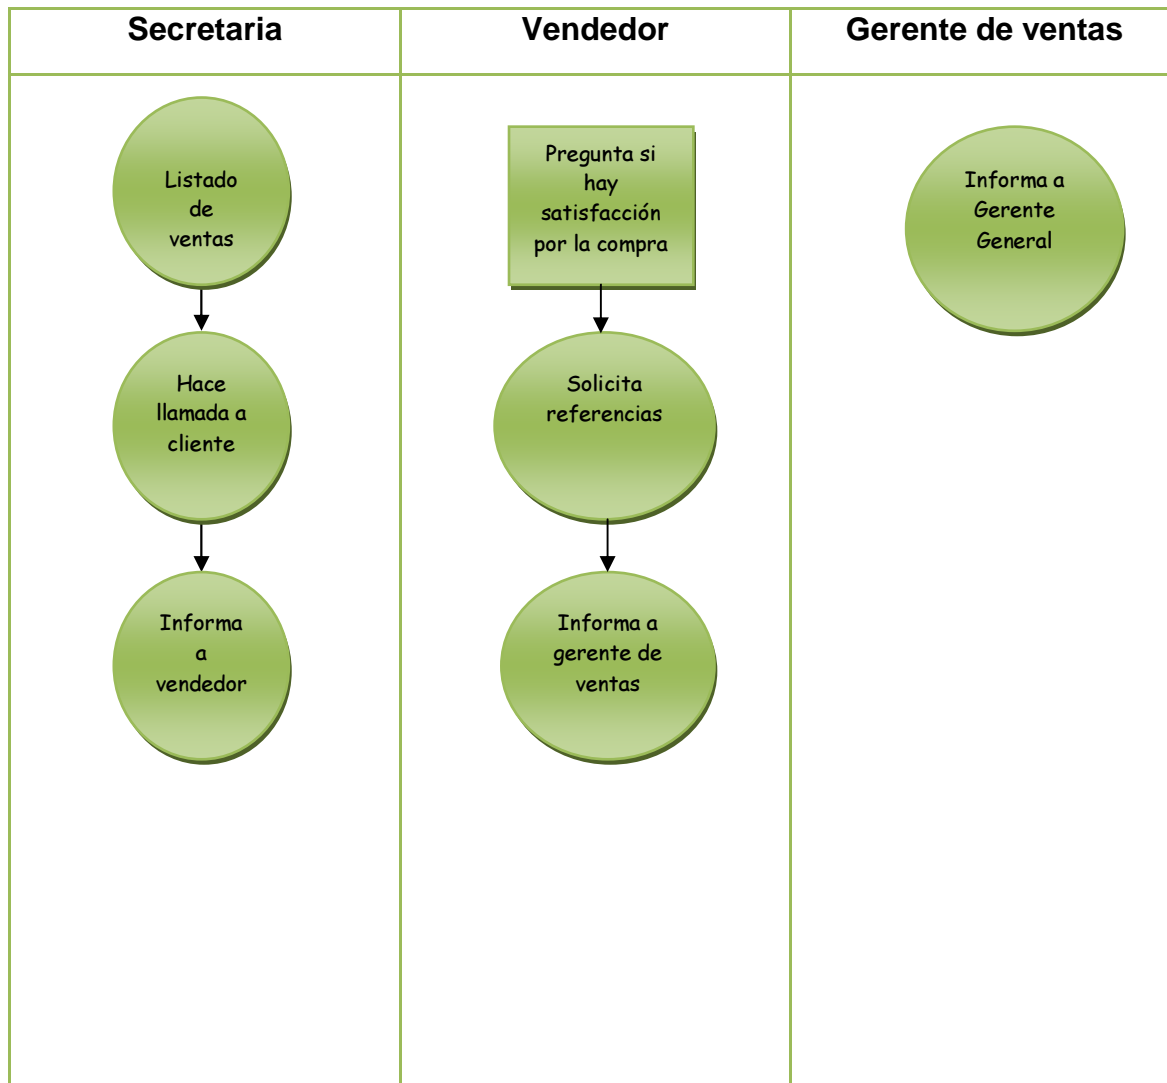 Secretaria
Vendedor
Gerente de ventas
Listado
de
ventas
Hace
llamada a
cliente
Informa
a
vendedor
Pregunta si
hay
satisfacción
por la compra
Solicita
referencias
Informa a
gerente de
ventas
Informa a
Gerente
General